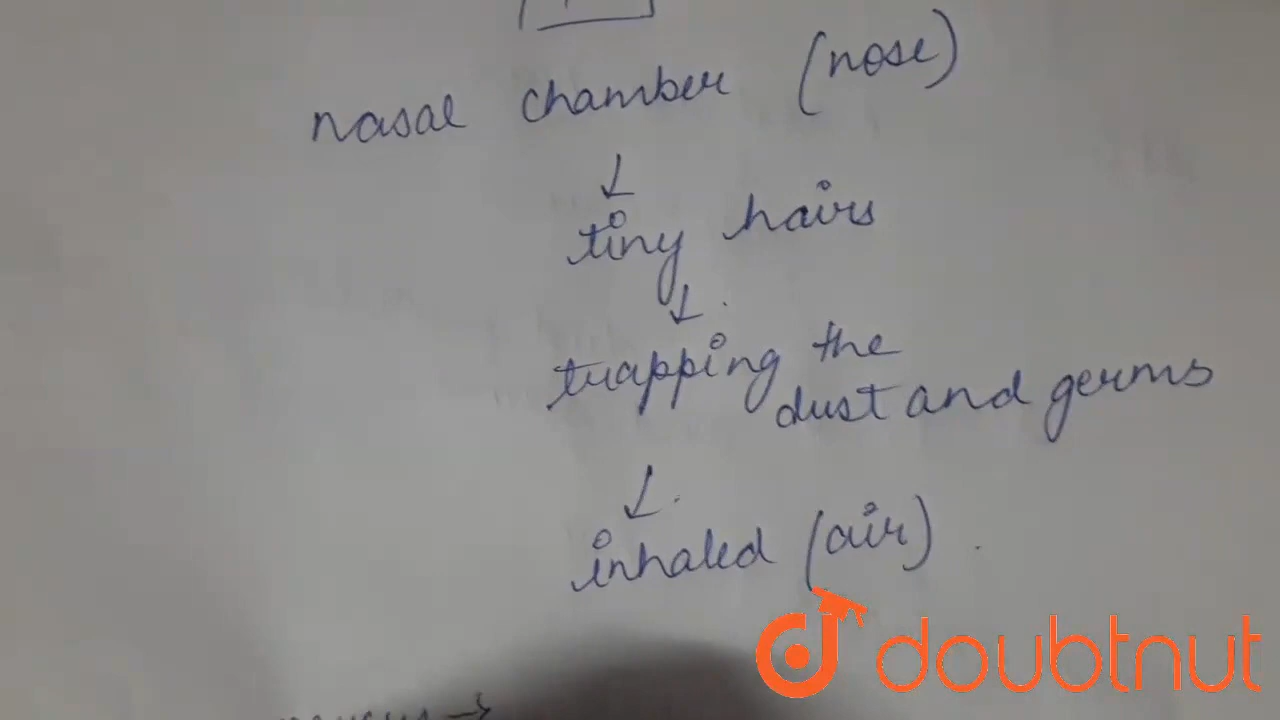 nasal chamber (nose)
↓
tiny hairs
↓
trapping the
dust and germs
↓
inhaled (air)
doubtnut